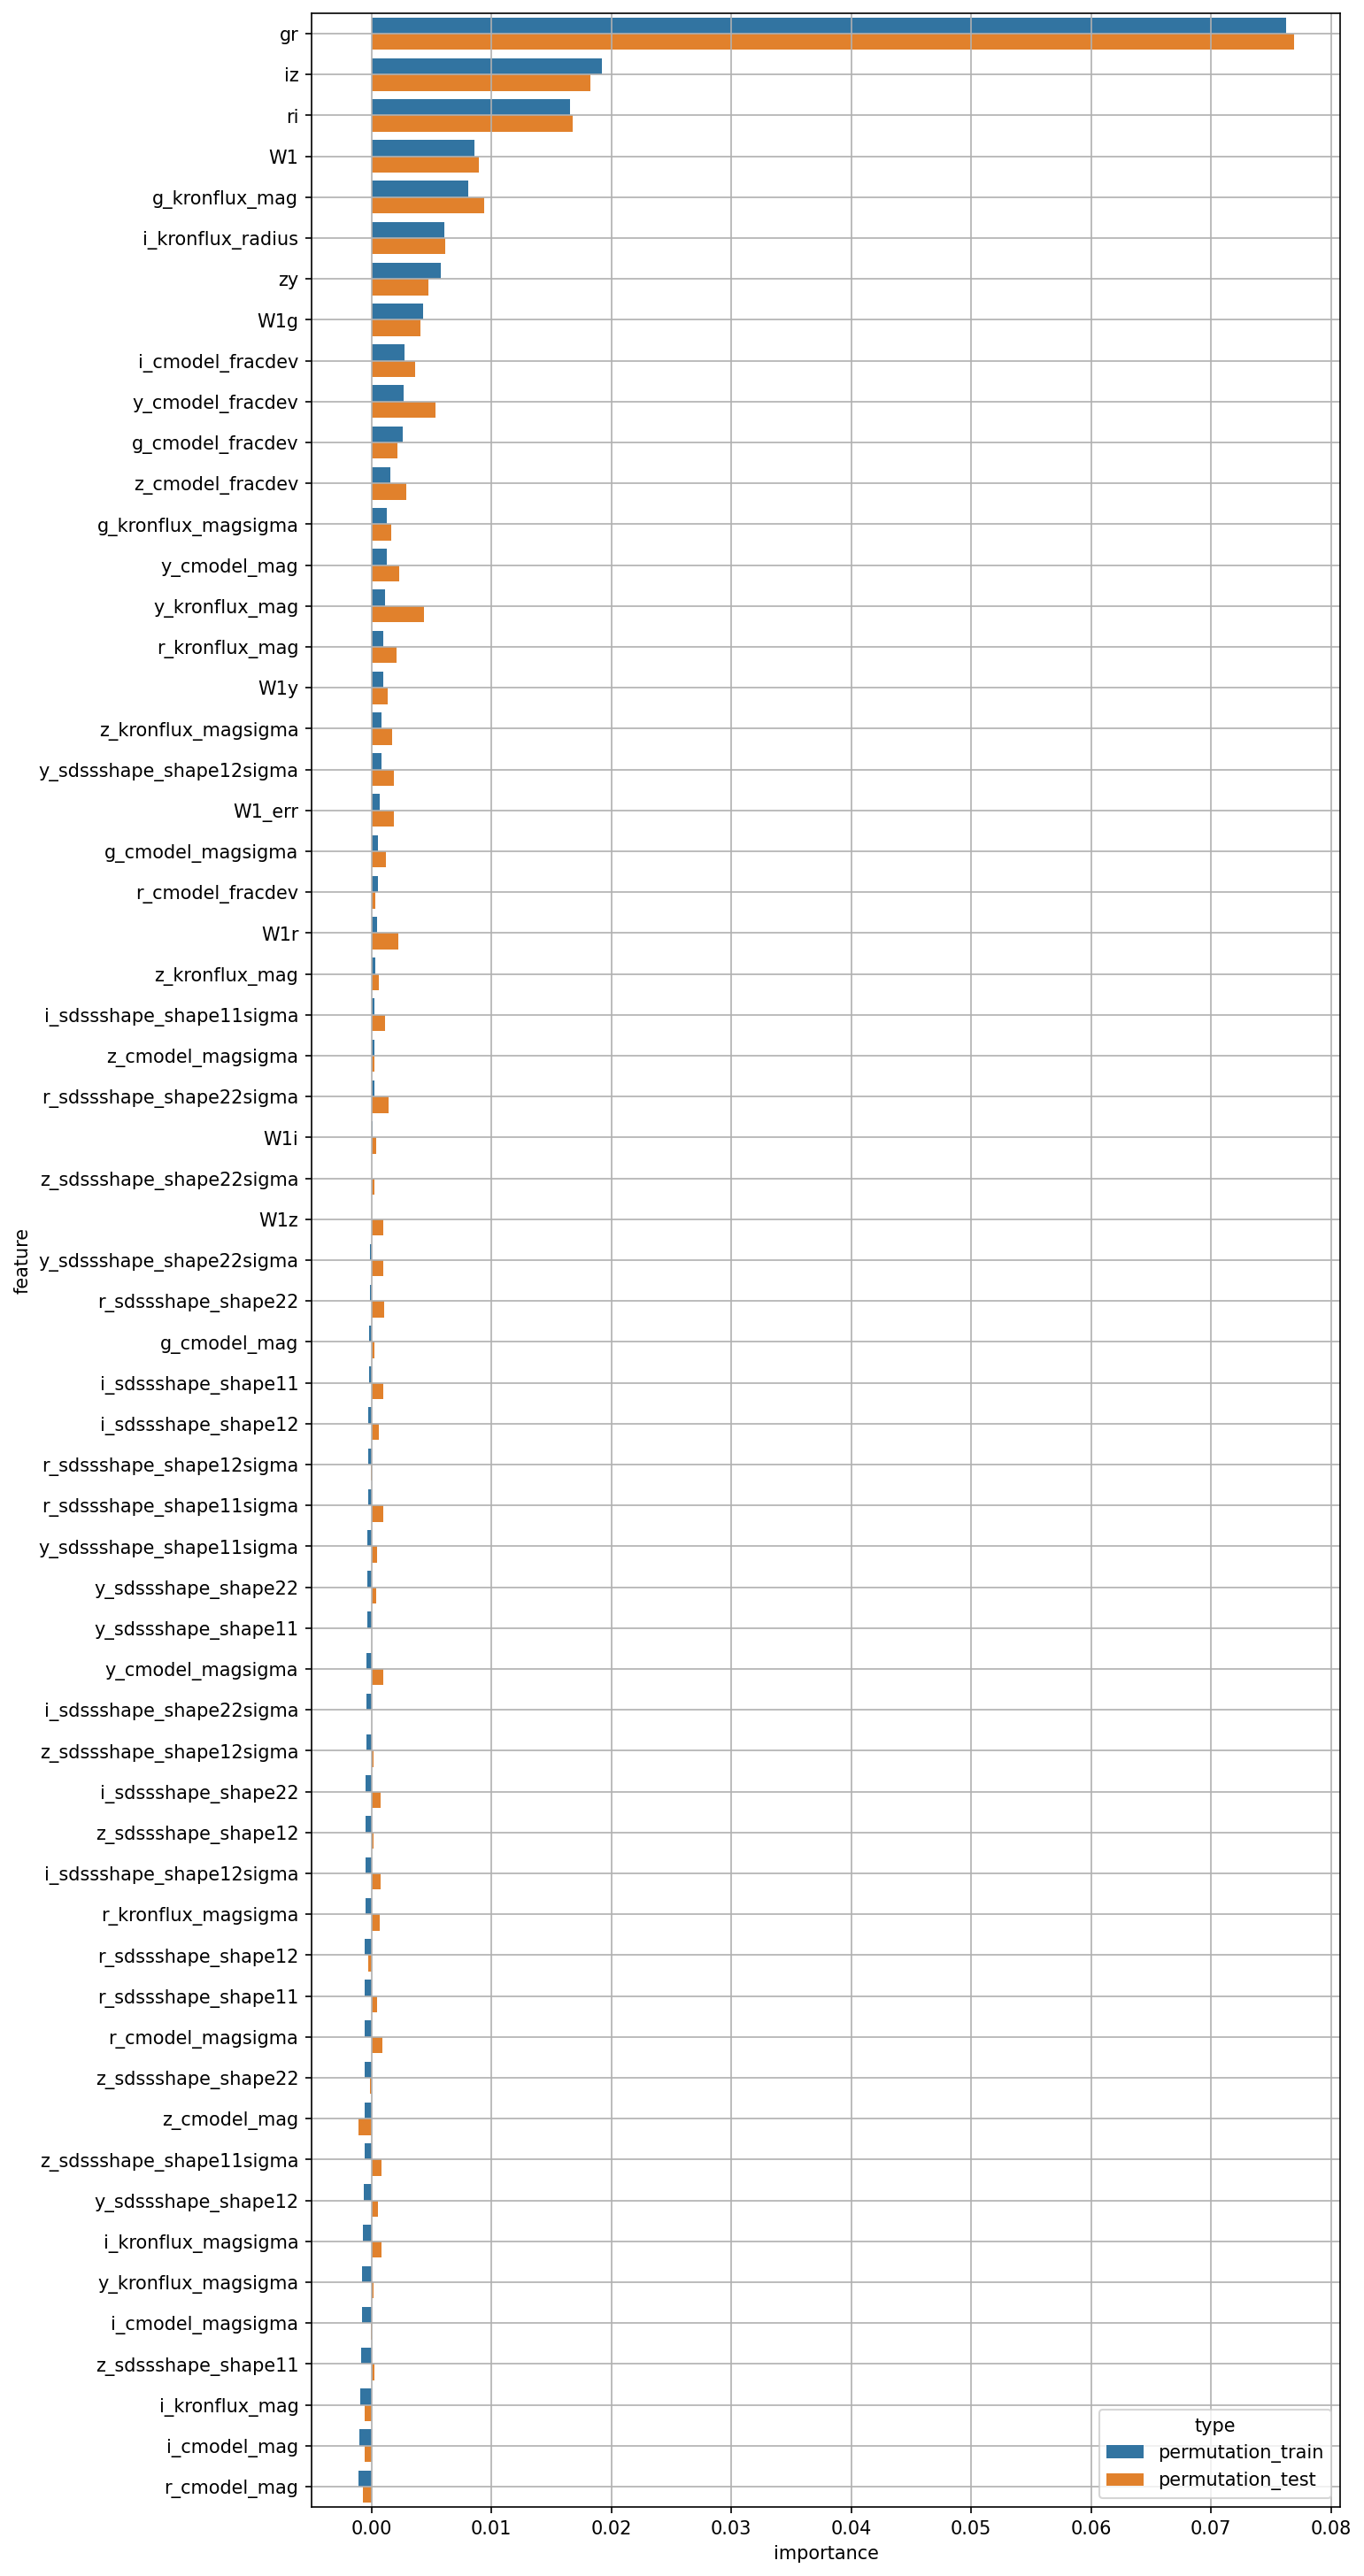 gr
iz
ri
W1
g_kronflux_mag
i_kronflux_radius
zy
W1g
i_cmodel_fracdev
y_cmodel_fracdev
g_cmodel_fracdev
z_cmodel_fracdev
g_kronflux_magsigma
y_cmodel_mag
y_kronflux_mag
r_kronflux_mag
W1y
z_kronflux_magsigma
y_sdssshape_shape12sigma
W1_err
g_cmodel_magsigma
r_cmodel_fracdev
W1r
z_kronflux_mag
i_sdssshape_shape11sigma
z_cmodel_magsigma
r_sdssshape_shape22sigma
W1i
z_sdssshape_shape22sigma
W1z
y_sdssshape_shape22sigma
r_sdssshape_shape22
g_cmodel_mag
i_sdssshape_shape11
i_sdssshape_shape12
r_sdssshape_shape12sigma
r_sdssshape_shape11sigma
y_sdssshape_shape11sigma
y_sdssshape_shape22
y_sdssshape_shape11
y_cmodel_magsigma
i_sdssshape_shape22sigma
z_sdssshape_shape12sigma
i_sdssshape_shape22
z_sdssshape_shape12
i_sdssshape_shape12sigma
r_kronflux_magsigma
r_sdssshape_shape12
r_sdssshape_shape11
r_cmodel_magsigma
z_sdssshape_shape22
z_cmodel_mag
z_sdssshape_shape11sigma
y_sdssshape_shape12
i_kronflux_magsigma
y_kronflux_magsigma
i_cmodel_magsigma
z_sdssshape_shape11
i_kronflux_mag
i_cmodel_mag
r_cmodel_mag
feature
type
permutation_train
permutation_test
0.00 0.01 0.02 0.03 0.04 0.05 0.06 0.07 0.08
importance